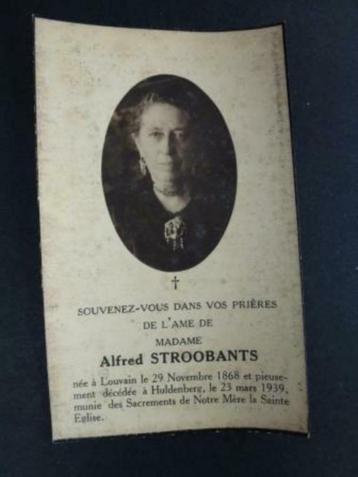 SOUVENEZ-VOUS DANS VOS PRIÈRES
DE L'AME DE
MADAME
Alfred STROOBANTS
née à Louvain le 29 Novembre 1868 et pieuse-
ment décédée à Huldenberg, le 23 mars 1939,
munie des Sacrements de Notre Mère la Sainte
Eglise.